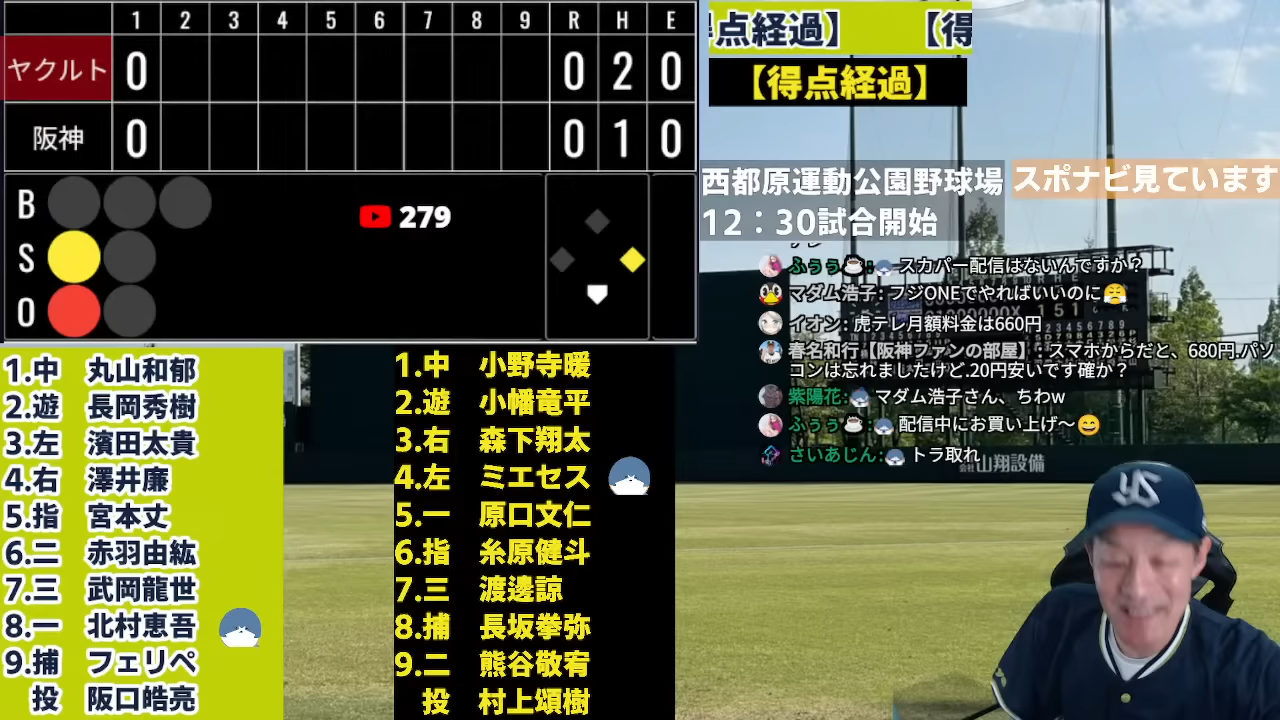 1 2 3 4 5 6 7 8 9 R H E
ヤクルト 0 0 2 0
阪神 0 0 1 0
B
S
O
279
点経過】 【得
【得点経過】
西都原運動公園野球場
12：30試合開始
スポナビ見ています
ふぅぅ: スカパー配信はないんですか？
マダム浩子: フジONEでやればいいのに😤
イオン: 虎テレ月額料金は660円
春名和行【阪神ファンの部屋】: スマホからだと、680円.パソ
コンは忘れましたけど.20円安いです確か？
紫陽花: マダム浩子さん、ちわw
ふぅぅ: 配信中にお買い上げ〜😄
さいあじん: トラ取れ
山翔設備
1.中 丸山和郁
2.遊 長岡秀樹
3.左 濱田太貴
4.右 澤井廉
5.指 宮本丈
6.二 赤羽由紘
7.三 武岡龍世
8.一 北村恵吾
9.捕 フェリペ
投 阪口皓亮
1.中 小野寺暖
2.遊 小幡竜平
3.右 森下翔太
4.左 ミエセス
5.一 原口文仁
6.指 糸原健斗
7.三 渡邊諒
8.捕 長坂拳弥
9.二 熊谷敬宥
投 村上頌樹